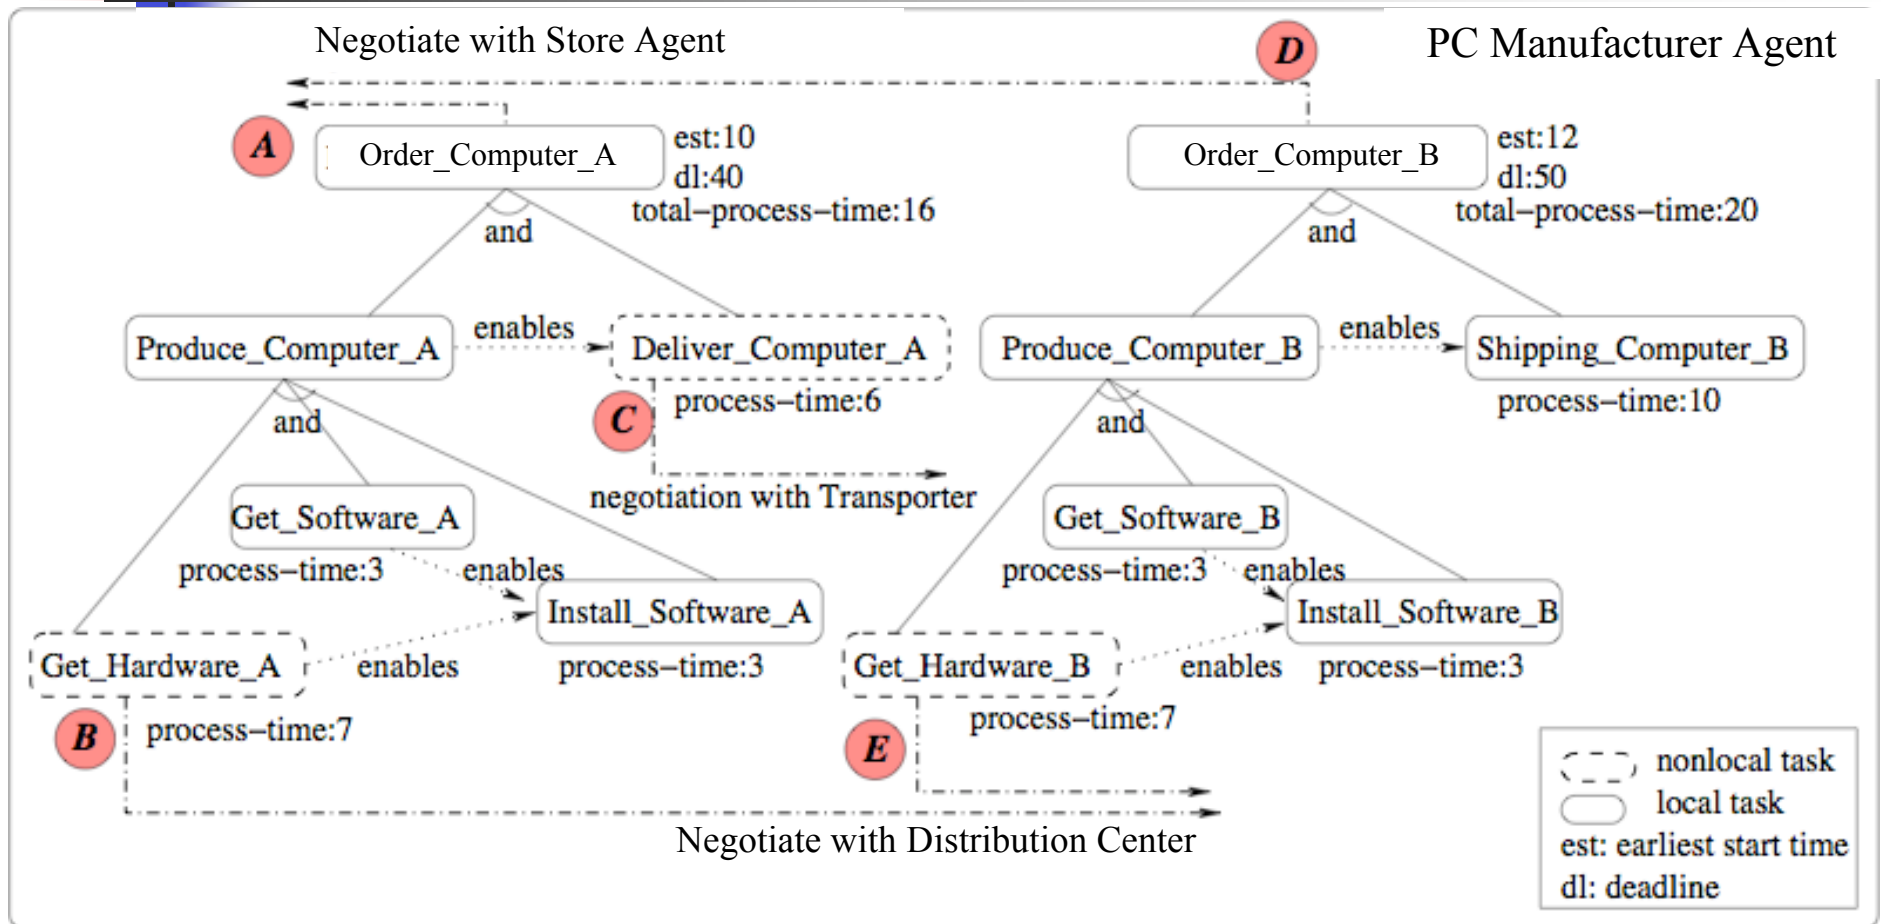 Negotiate with Store Agent
D
PC Manufacturer Agent
A
Order_Computer_A
est:10
dl:40
total-process-time:16
Order_Computer_B
est:12
dl:50
total-process-time:20
and
and
Produce_Computer_A
enables
Deliver_Computer_A
process-time:6
Produce_Computer_B
enables
Shipping_Computer_B
process-time:10
and
C
negotiation with Transporter
and
Get_Software_A
process-time:3
enables
Install_Software_A
process-time:3
Get_Hardware_A
enables
B
process-time:7
Get_Software_B
process-time:3
enables
Install_Software_B
process-time:3
Get_Hardware_B
enables
E
process-time:7
Negotiate with Distribution Center
nonlocal task
local task
est: earliest start time
dl: deadline